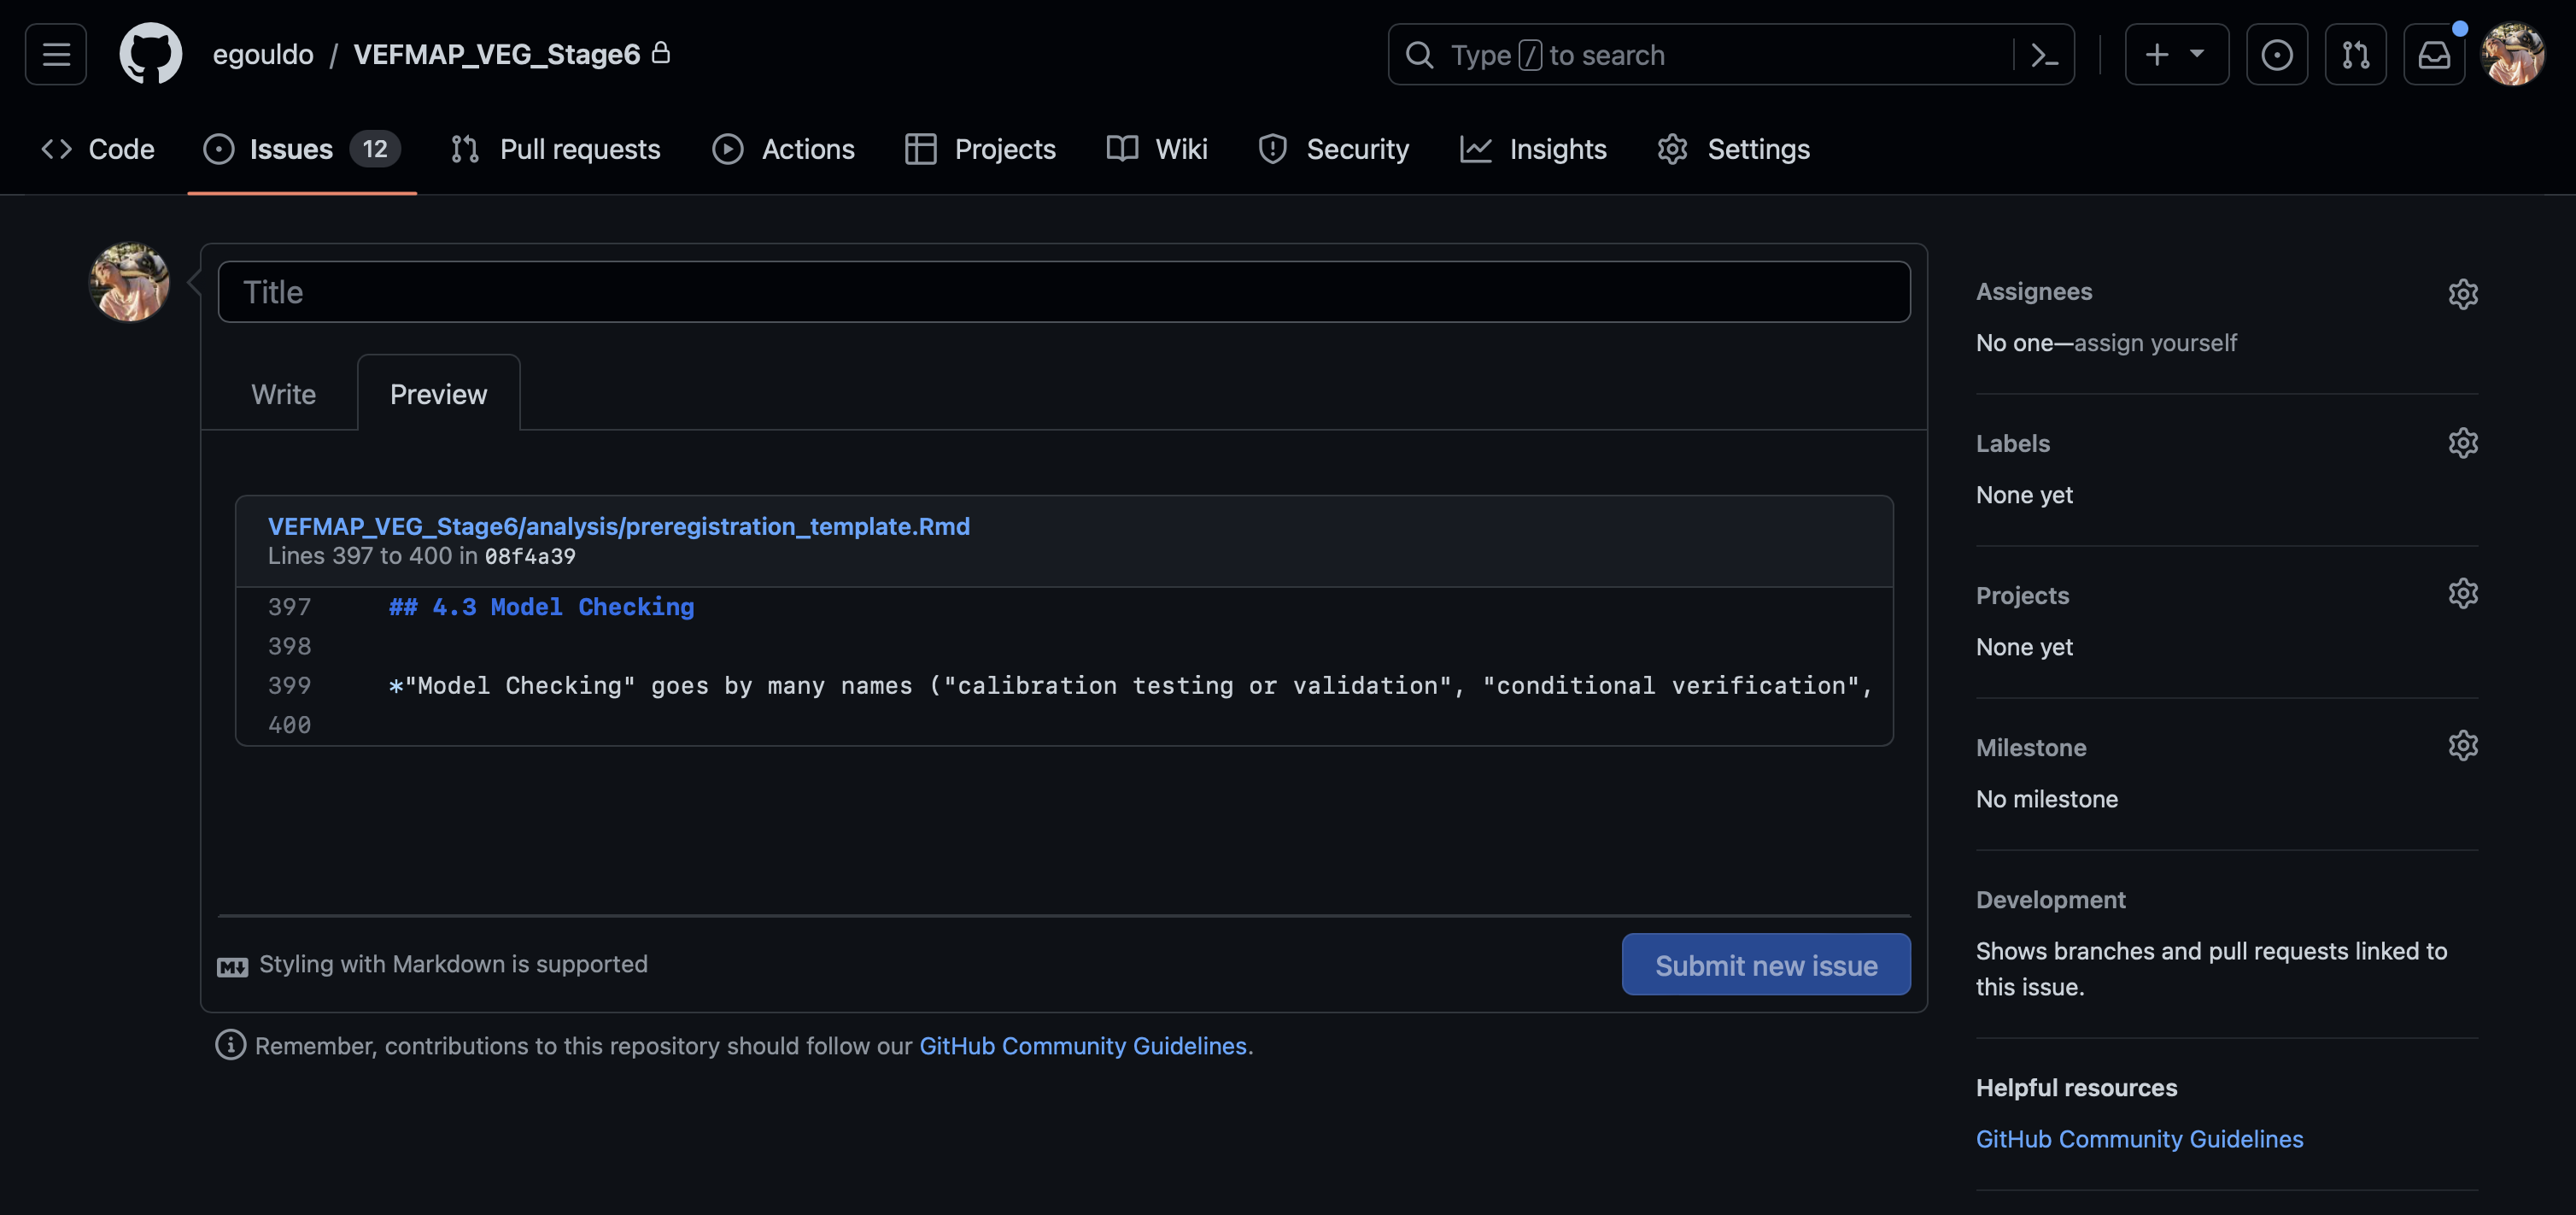 egouldo / VEFMAP_VEG_Stage6
Type / to search
Code
Issues 12
Pull requests
Actions
Projects
Wiki
Security
Insights
Settings
Title
Write
Preview
VEFMAP_VEG_Stage6/analysis/preregistration_template.Rmd
Lines 397 to 400 in 08f4a39
397 ## 4.3 Model Checking
398
399 *"Model Checking" goes by many names ("calibration testing or validation", "conditional verification",
400
Styling with Markdown is supported
Submit new issue
Remember, contributions to this repository should follow our GitHub Community Guidelines.
Assignees
No one—assign yourself
Labels
None yet
Projects
None yet
Milestone
No milestone
Development
Shows branches and pull requests linked to
this issue.
Helpful resources
GitHub Community Guidelines